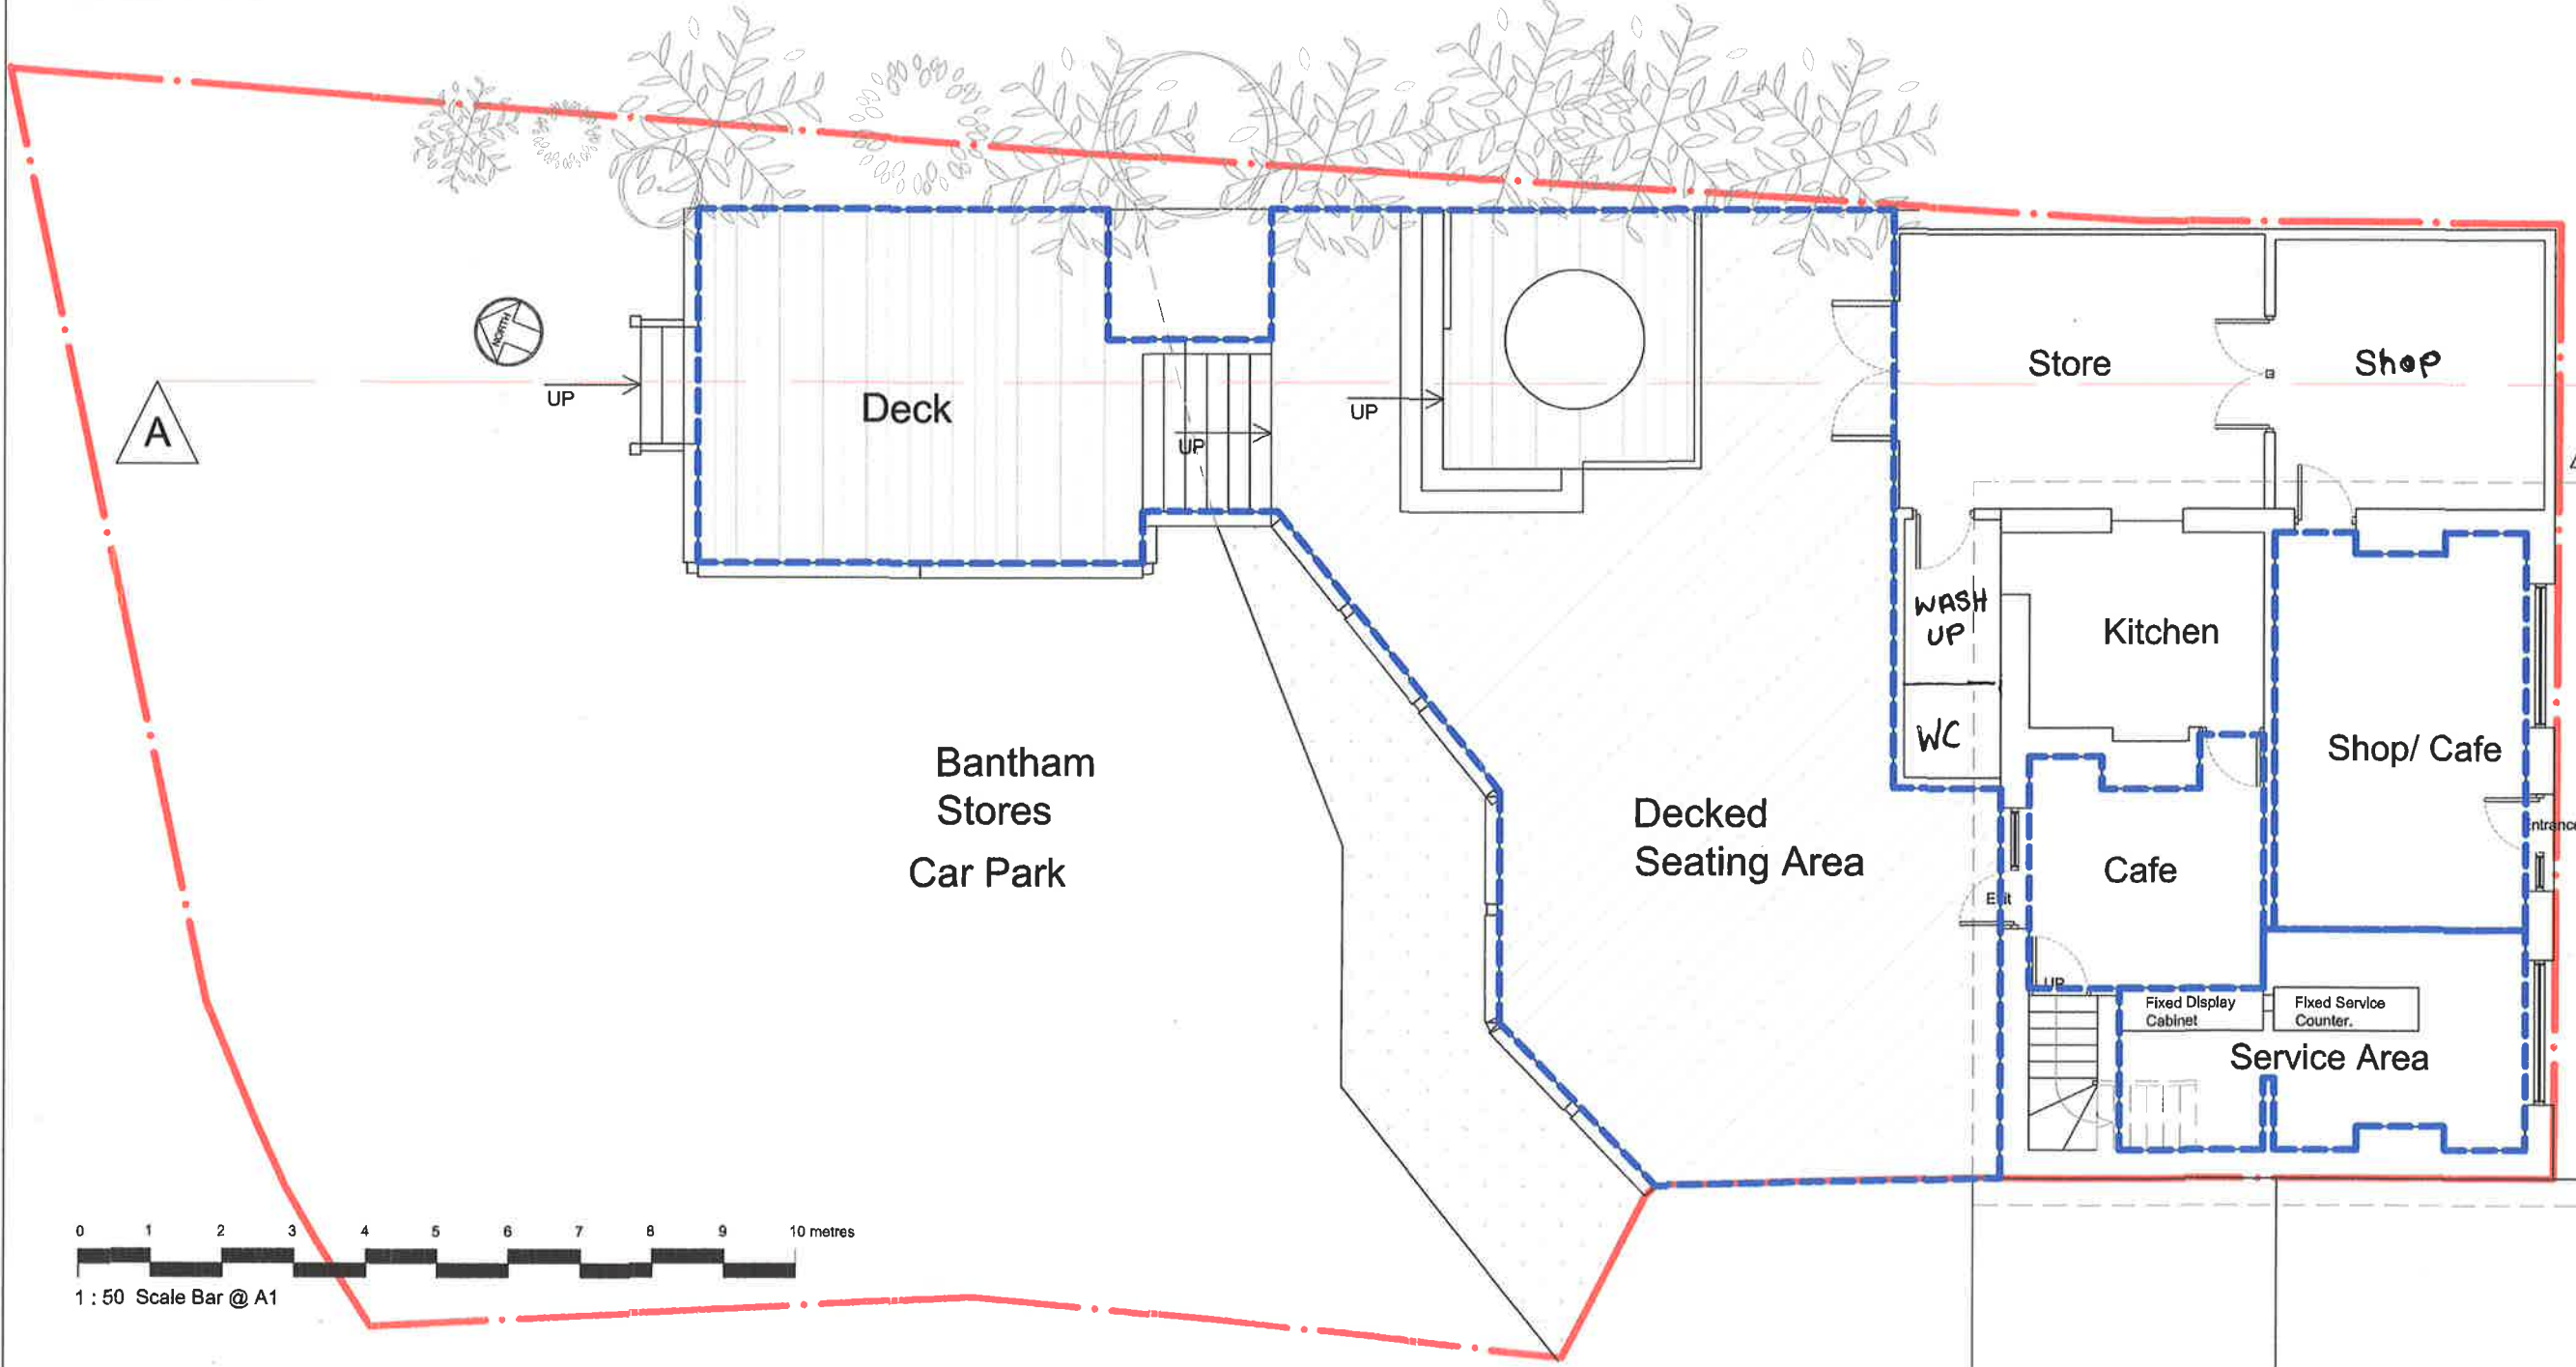 NORTH
UP
A
Deck
UP
UP
Store
Shop
WASH
UP
Kitchen
WC
Shop/ Cafe
Entrance
Bantham
Stores
Car Park
Decked
Seating Area
Cafe
Exit
UP
Fixed Display
Cabinet
Fixed Service
Counter.
Service Area
0 1 2 3 4 5 6 7 8 9 10 metres
1 : 50 Scale Bar @ A1